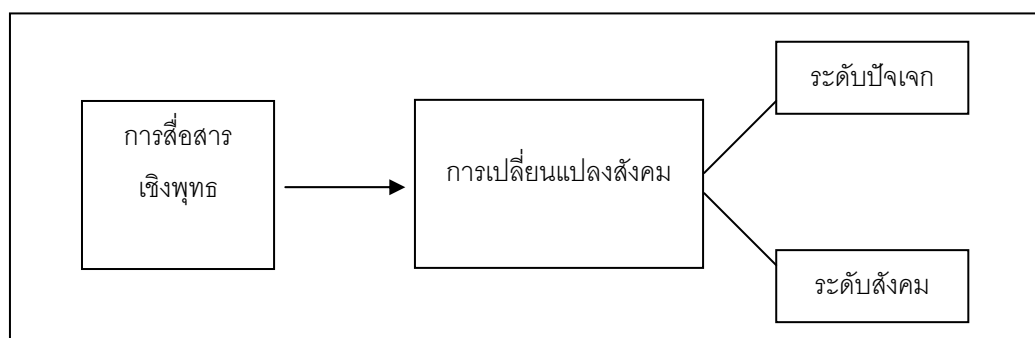 การสื่อสาร
เชิงพุทธ
การเปลี่ยนแปลงสังคม
ระดับปัจเจก
ระดับสังคม